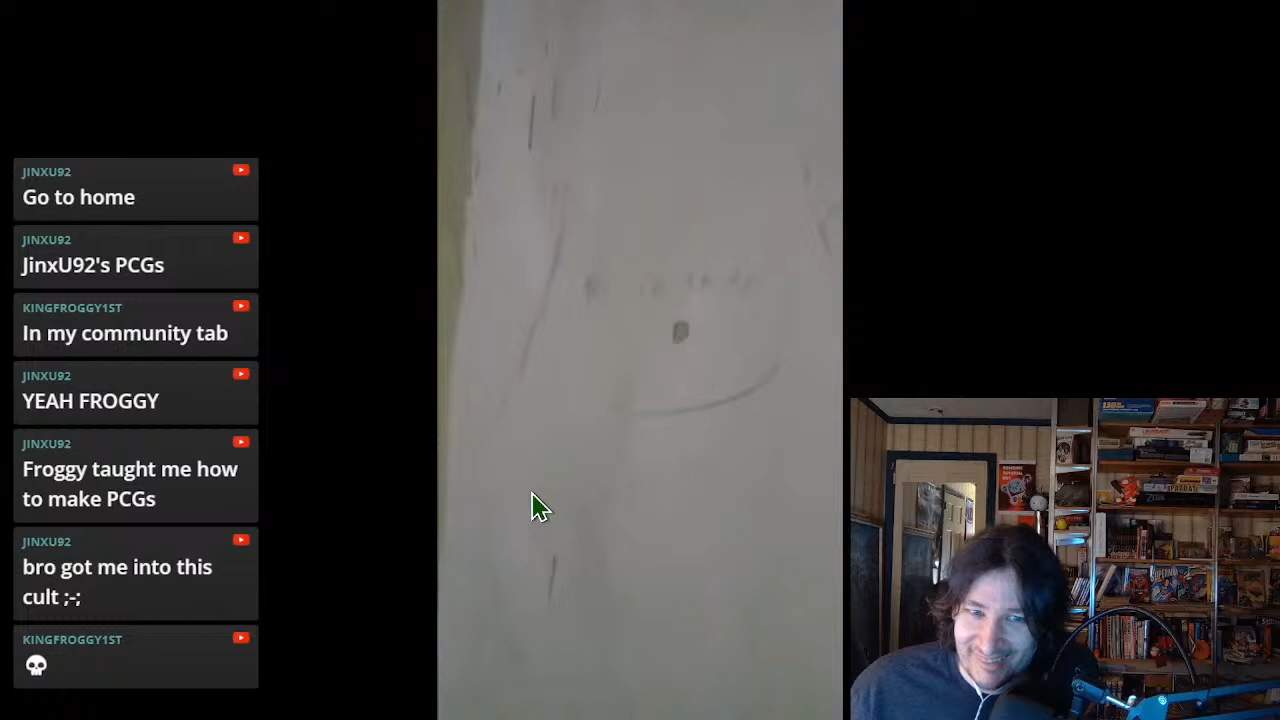 JINXU92
Go to home
JINXU92
JinxU92's PCGs
KINGFROGGY1ST
In my community tab
JINXU92
YEAH FROGGY
JINXU92
Froggy taught me how
to make PCGs
JINXU92
bro got me into this
cult ;-;
KINGFROGGY1ST
💀